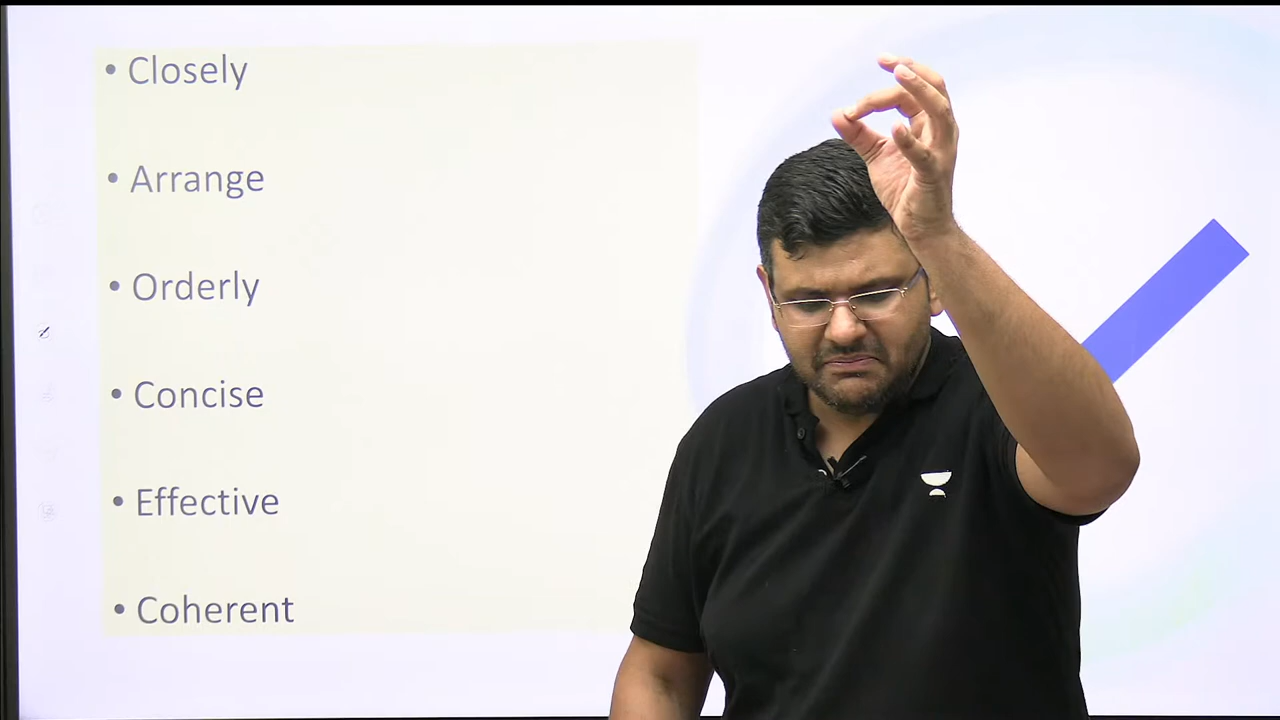 • Closely
• Arrange
• Orderly
• Concise
• Effective
• Coherent